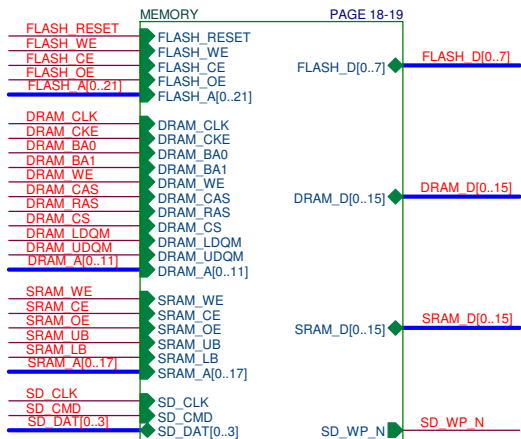 MEMORY PAGE 18-19
FLASH_RESET FLASH_RESET
FLASH_WE FLASH_WE
FLASH_CE FLASH_CE FLASH_D[0..7] FLASH_D[0..7]
FLASH_OE FLASH_OE
FLASH_A[0..21] FLASH_A[0..21]
DRAM_CLK DRAM_CLK
DRAM_CKE DRAM_CKE
DRAM_BA0 DRAM_BA0
DRAM_BA1 DRAM_BA1
DRAM_WE DRAM_WE
DRAM_CAS DRAM_CAS DRAM_D[0..15] DRAM_D[0..15]
DRAM_RAS DRAM_RAS
DRAM_CS DRAM_CS
DRAM_LDQM DRAM_LDQM
DRAM_UDQM DRAM_UDQM
DRAM_A[0..11] DRAM_A[0..11]
SRAM_WE SRAM_WE
SRAM_CE SRAM_CE
SRAM_OE SRAM_OE SRAM_D[0..15] SRAM_D[0..15]
SRAM_UB SRAM_UB
SRAM_LB SRAM_LB
SRAM_A[0..17] SRAM_A[0..17]
SD_CLK SD_CLK
SD_CMD SD_CMD
SD_DAT[0..3] SD_DAT[0..3] SD_WP_N SD_WP_N